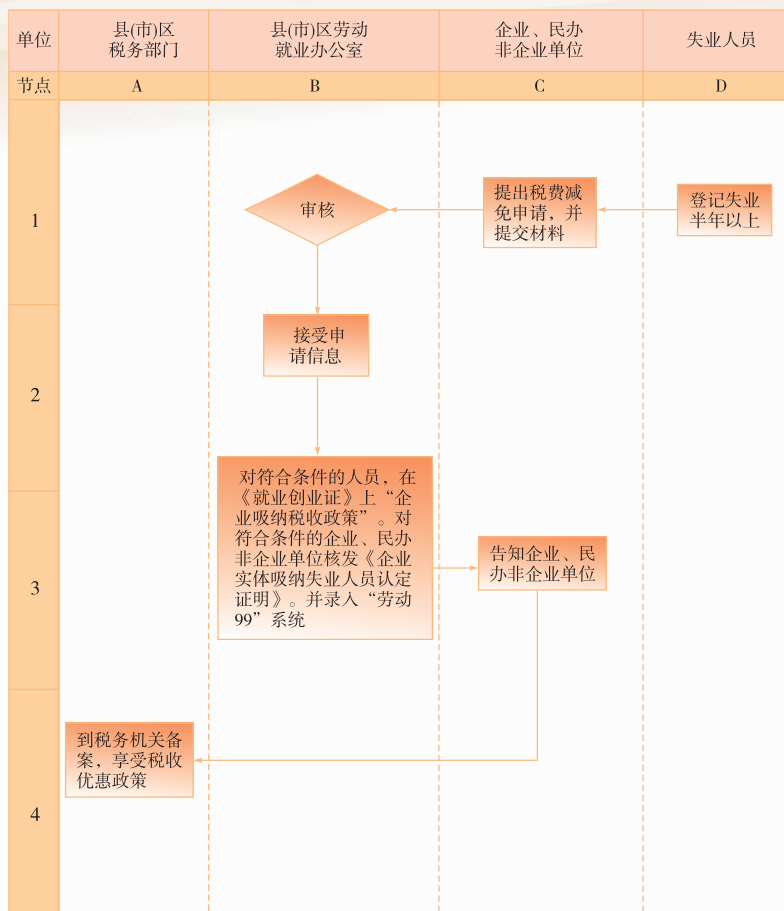 单位
县(市)区
税务部门
县(市)区劳动
就业办公室
企业、民办
非企业单位
失业人员
节点
A
B
C
D
1
审核
提出税费减
免申请，并
提交材料
登记失业
半年以上
2
接受申
请信息
3
对符合条件的人员，在
《就业创业证》上“企
业吸纳税收政策”。对
符合条件的企业、民办
非企业单位核发《企业
实体吸纳失业人员认定
证明》。并录入“劳动
99”系统
告知企业、民
办非企业单位
4
到税务机关备
案，享受税收
优惠政策